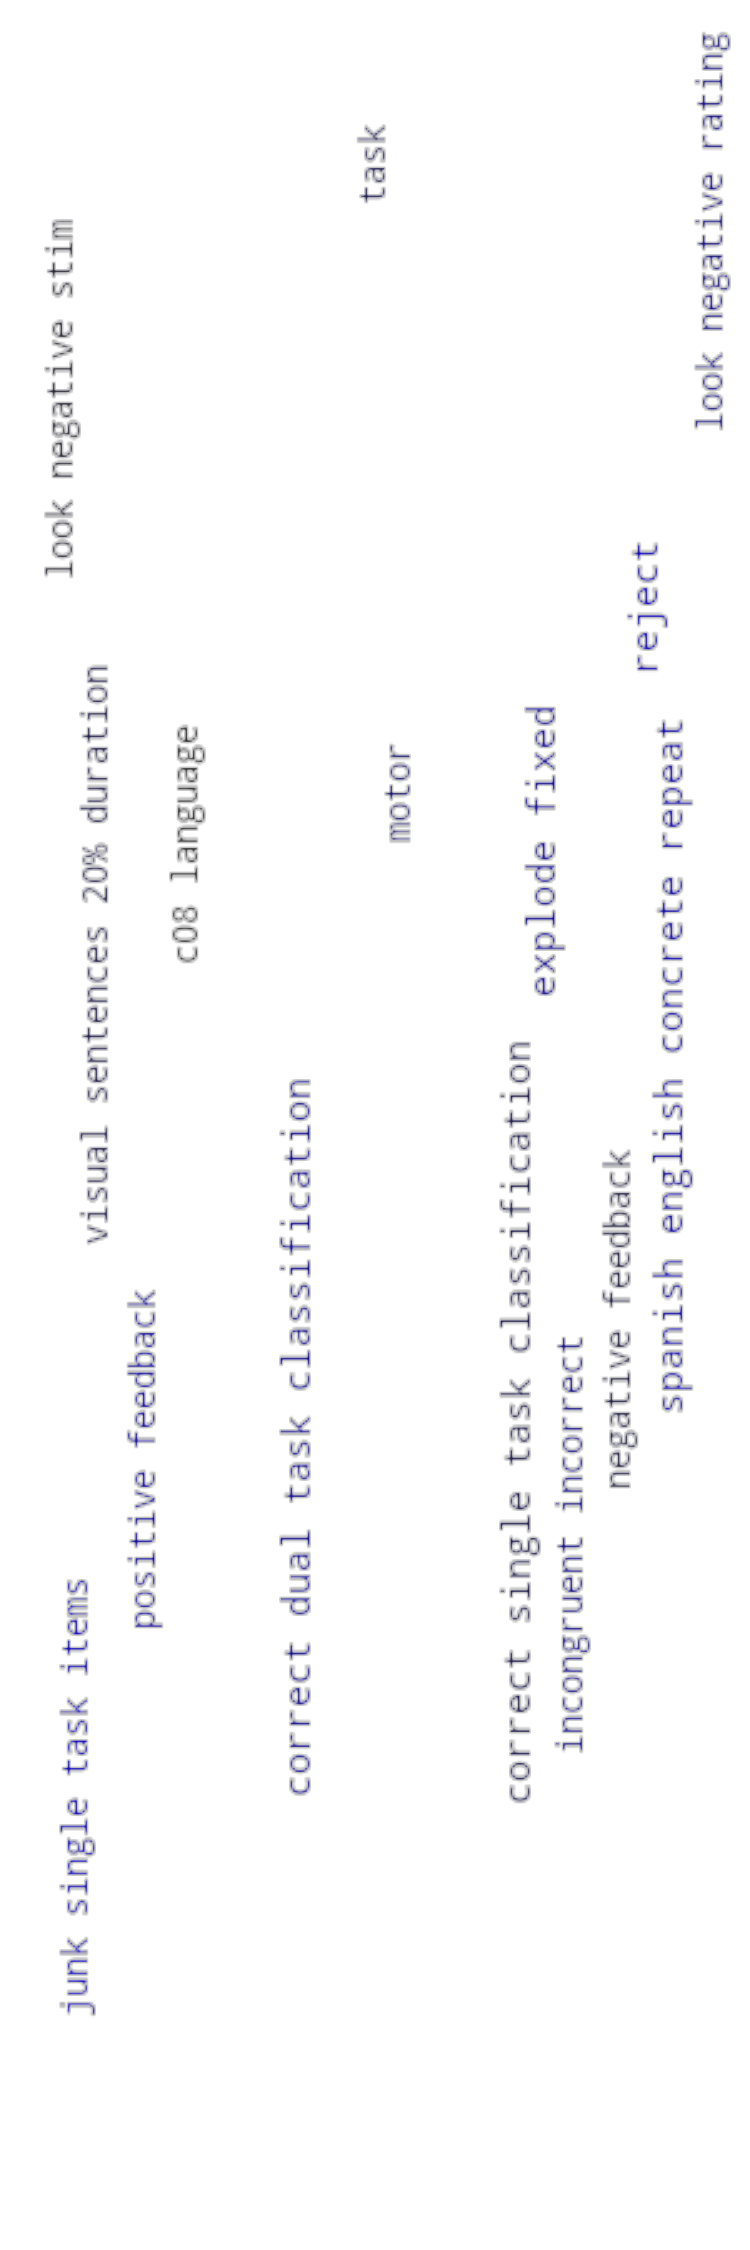 look negative stim
junk single task items
visual sentences 20% duration
positive feedback
c08 language
correct dual task classification
task
motor
correct single task classification
explode fixed
incongruent incorrect
negative feedback
reject
spanish english concrete repeat
look negative rating